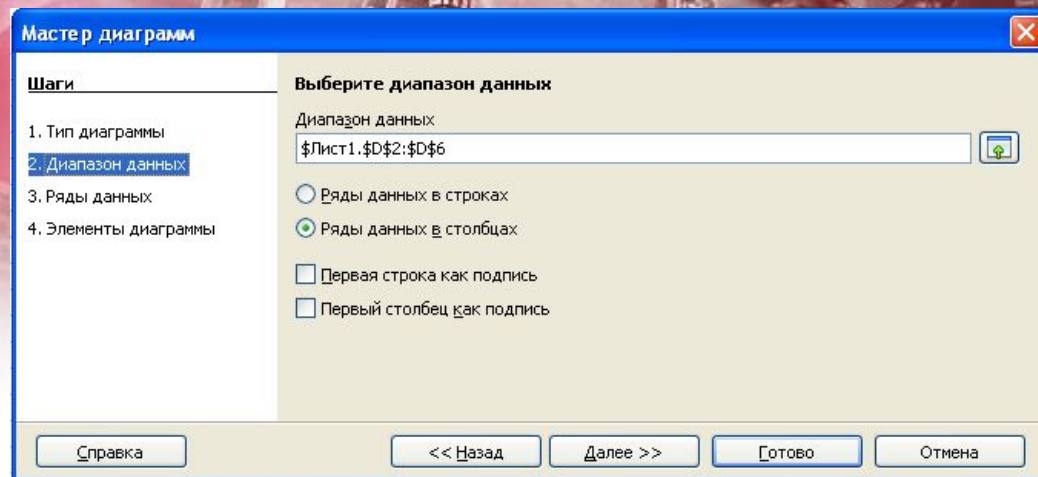 Мастер диаграмм
Шаги
1. Тип диаграммы
2. Диапазон данных
3. Ряды данных
4. Элементы диаграммы
Выберите диапазон данных
Диапазон данных
$Лист1.$D$2:$D$6
Ряды данных в строках
Ряды данных в столбцах
Первая строка как подпись
Первый столбец как подпись
Справка
<< Назад
Далее >>
Готово
Отмена